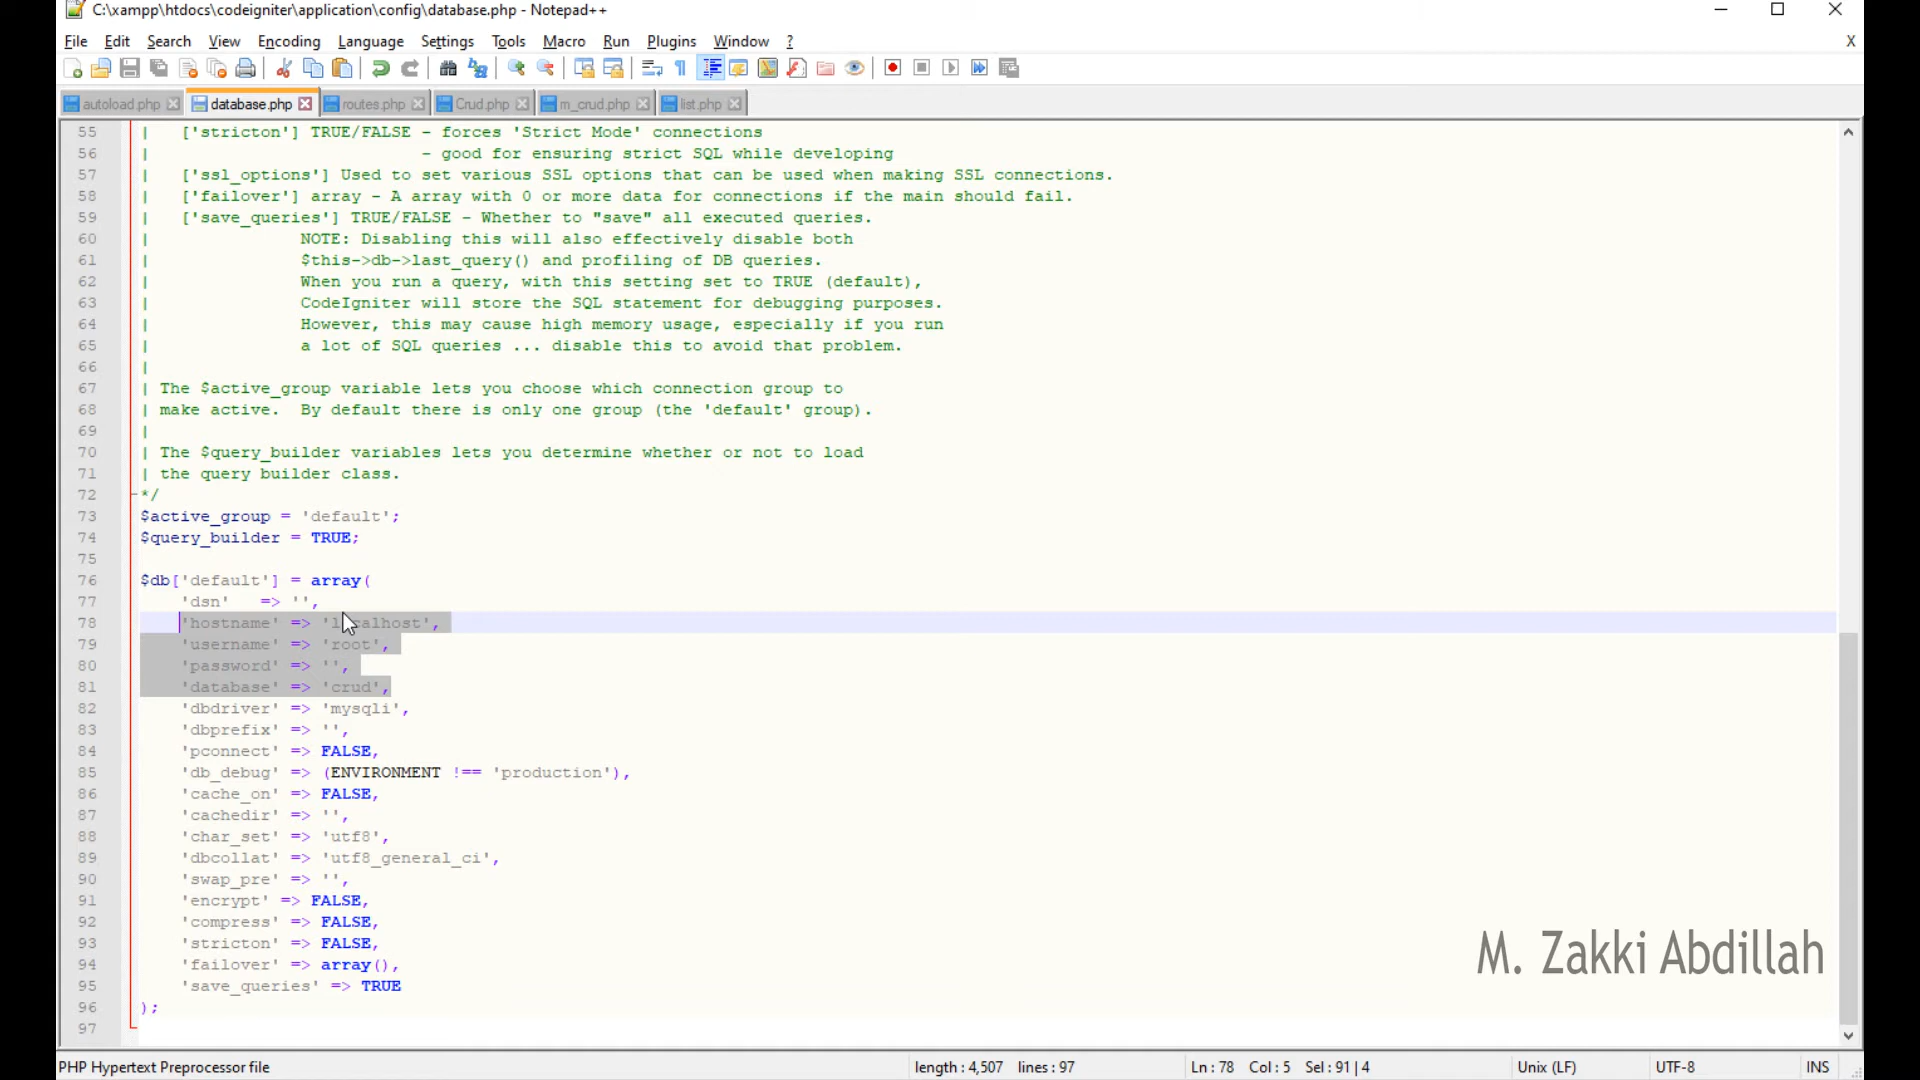 C:\xampp\htdocs\codeigniter\application\config\database.php - Notepad++
File Edit Search View Encoding Language Settings Tools Macro Run Plugins Window ? X
autoload.php database.php routes.php Crud.php m_crud.php list.php
55 | ['stricton'] TRUE/FALSE - forces 'Strict Mode' connections
56 | - good for ensuring strict SQL while developing
57 | ['ssl_options'] Used to set various SSL options that can be used when making SSL connections.
58 | ['failover'] array - A array with 0 or more data for connections if the main should fail.
59 | ['save_queries'] TRUE/FALSE - Whether to "save" all executed queries.
60 | NOTE: Disabling this will also effectively disable both
61 | $this->db->last_query() and profiling of DB queries.
62 | When you run a query, with this setting set to TRUE (default),
63 | CodeIgniter will store the SQL statement for debugging purposes.
64 | However, this may cause high memory usage, especially if you run
65 | a lot of SQL queries ... disable this to avoid that problem.
66 |
67 | The $active_group variable lets you choose which connection group to
68 | make active. By default there is only one group (the 'default' group).
69 |
70 | The $query_builder variables lets you determine whether or not to load
71 | the query builder class.
72 */
73 $active_group = 'default';
74 $query_builder = TRUE;
75
76 $db['default'] = array(
77 'dsn' => '',
78 'hostname' => 'localhost',
79 'username' => 'root',
80 'password' => '',
81 'database' => 'crud',
82 'dbdriver' => 'mysqli',
83 'dbprefix' => '',
84 'pconnect' => FALSE,
85 'db_debug' => (ENVIRONMENT !== 'production'),
86 'cache_on' => FALSE,
87 'cachedir' => '',
88 'char_set' => 'utf8',
89 'dbcollat' => 'utf8_general_ci',
90 'swap_pre' => '',
91 'encrypt' => FALSE,
92 'compress' => FALSE,
93 'stricton' => FALSE,
94 'failover' => array(),
95 'save_queries' => TRUE
96 );
97
M. Zakki Abdillah
PHP Hypertext Preprocessor file length : 4,507 lines : 97 Ln : 78 Col : 5 Sel : 91 | 4 Unix (LF) UTF-8 INS